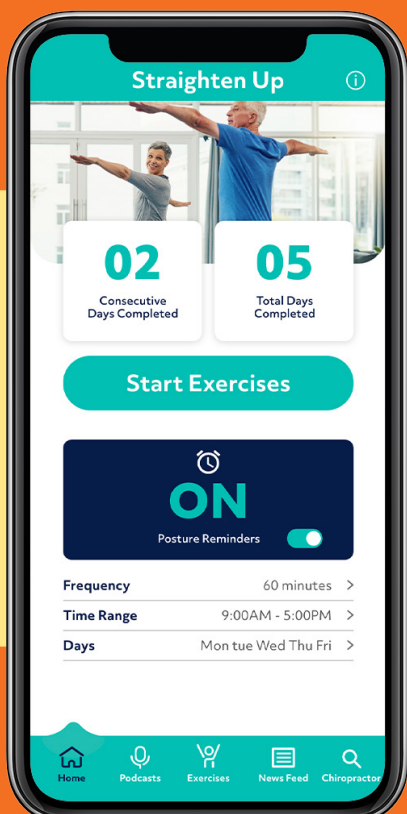 Straighten Up
02
Consecutive
Days Completed
05
Total Days
Completed
Start Exercises
ON
Posture Reminders
Frequency 60 minutes >
Time Range 9:00AM - 5:00PM >
Days Mon tue Wed Thu Fri >
Home Podcasts Exercises News Feed Chiropractor